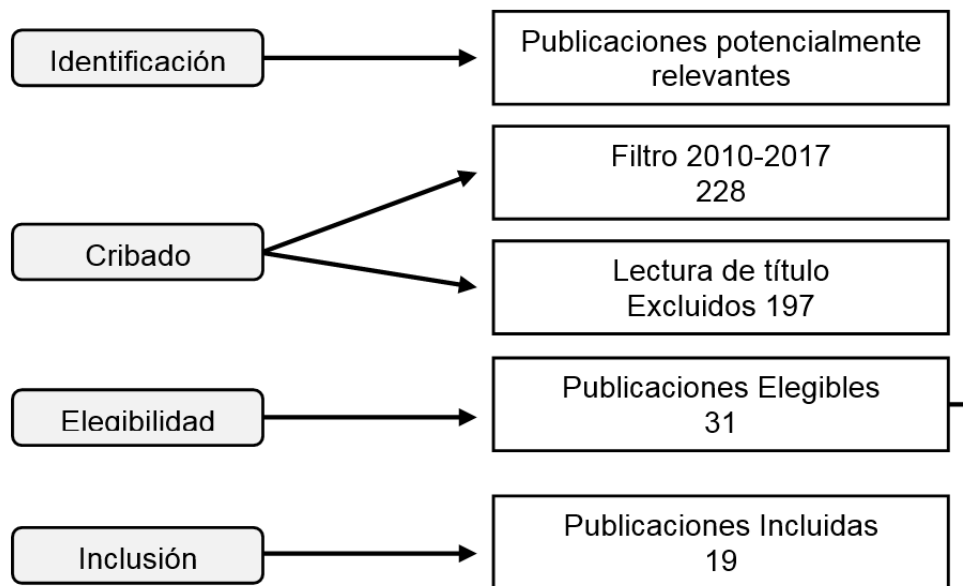 Identificación
Publicaciones potencialmente
relevantes
Cribado
Filtro 2010-2017
228
Lectura de título
Excluidos 197
Elegibilidad
Publicaciones Elegibles
31
Inclusión
Publicaciones Incluidas
19